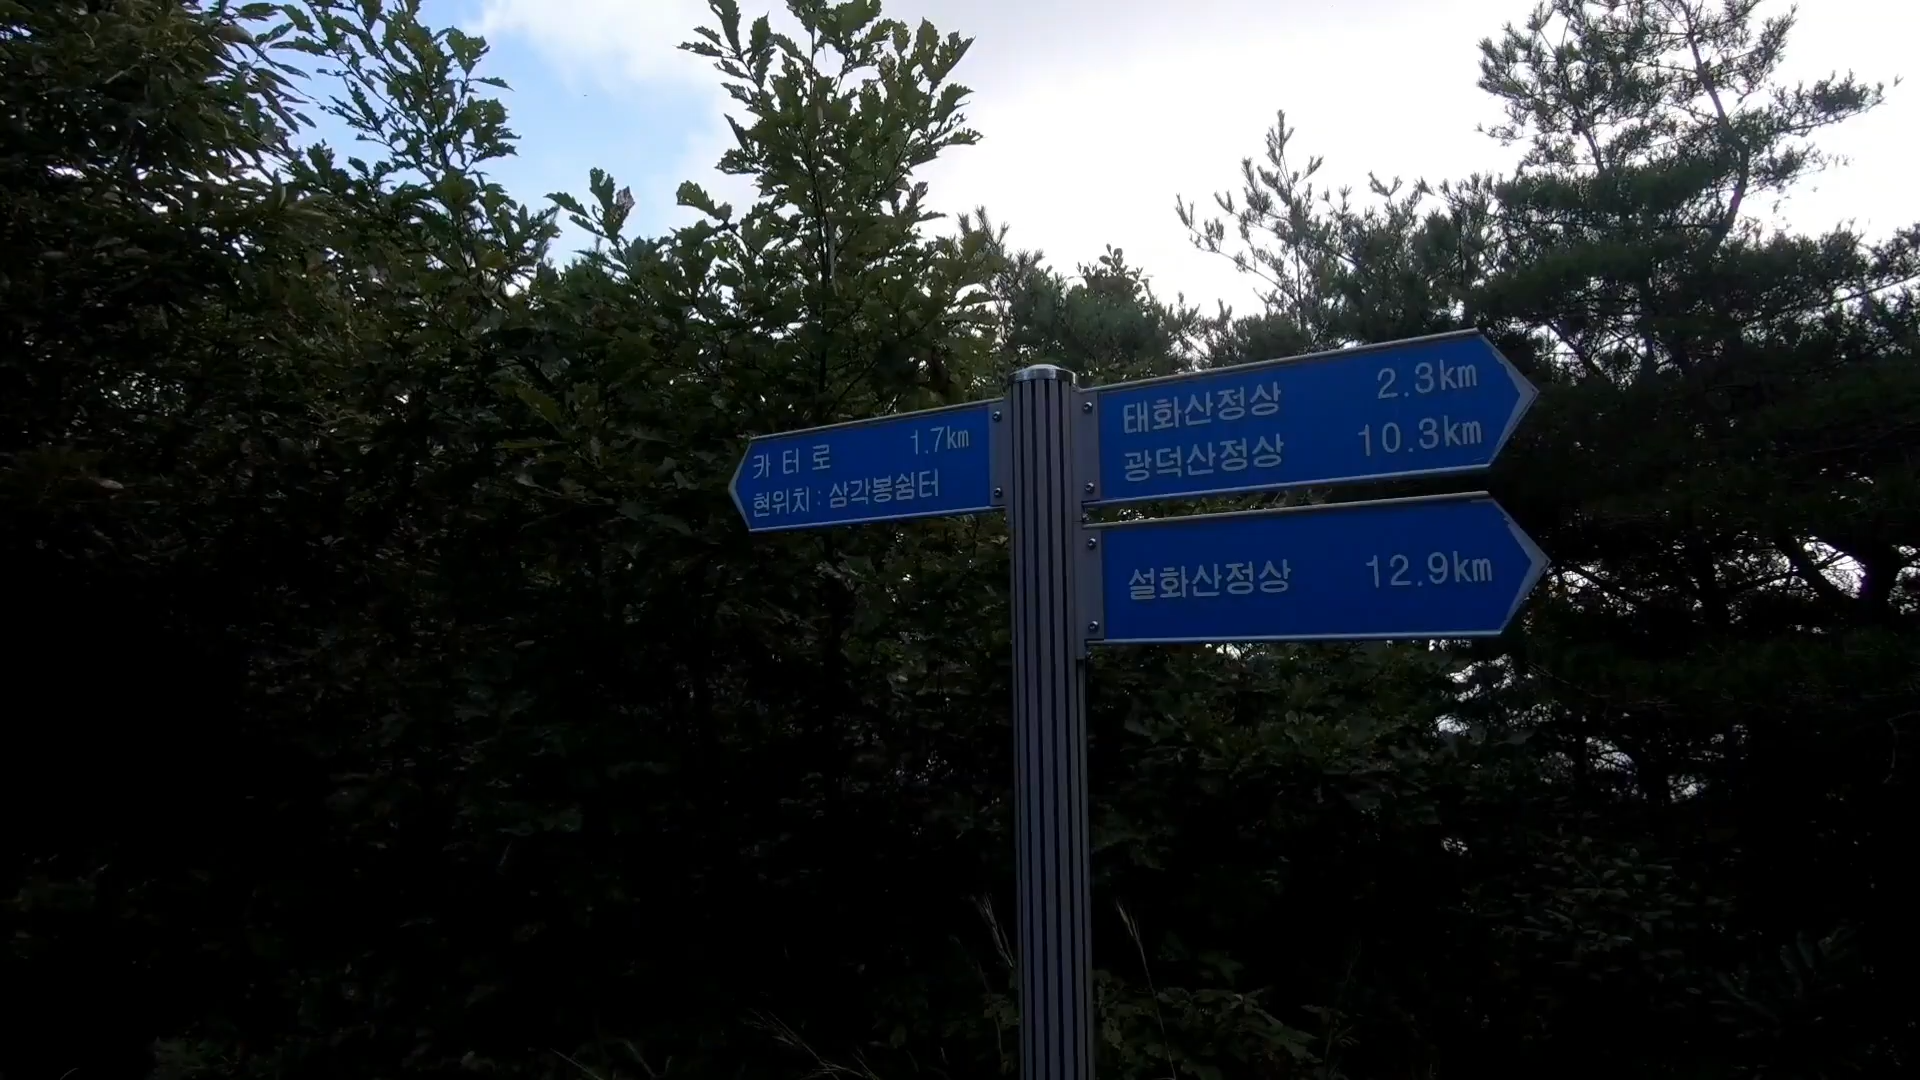 카 터 로 1.7km
현위치 : 삼각봉쉼터
태화산정상 2.3km
광덕산정상 10.3km
설화산정상 12.9km